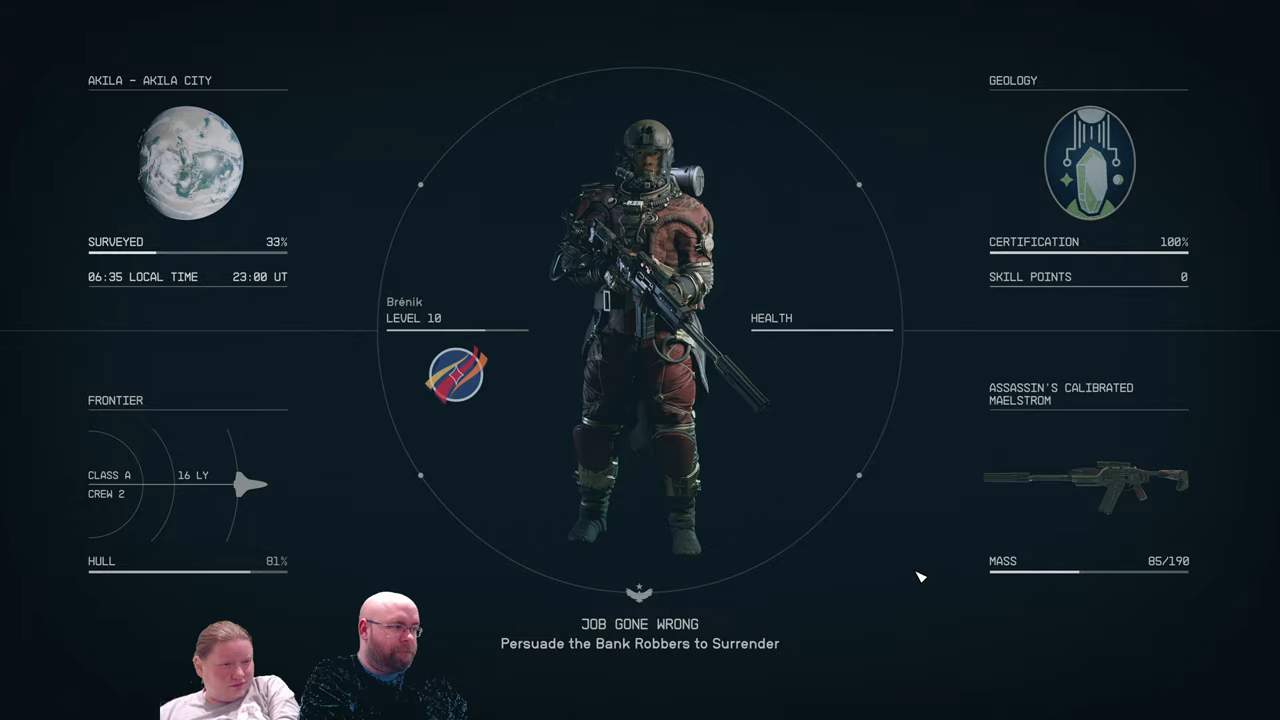 AKILA - AKILA CITY
SURVEYED 33%
06:35 LOCAL TIME 23:00 UT
GEOLOGY
CERTIFICATION 100%
SKILL POINTS 0
Brénik
LEVEL 10
HEALTH
FRONTIER
CLASS A 16 LY
CREW 2
HULL 81%
ASSASSIN'S CALIBRATED
MAELSTROM
MASS 85/190
JOB GONE WRONG
Persuade the Bank Robbers to Surrender